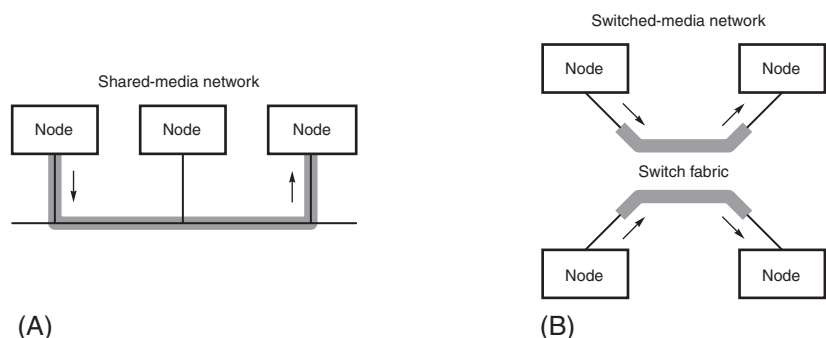 Shared-media network
Node
Node
Node
(A)
Switched-media network
Node
Node
Switch fabric
Node
Node
(B)